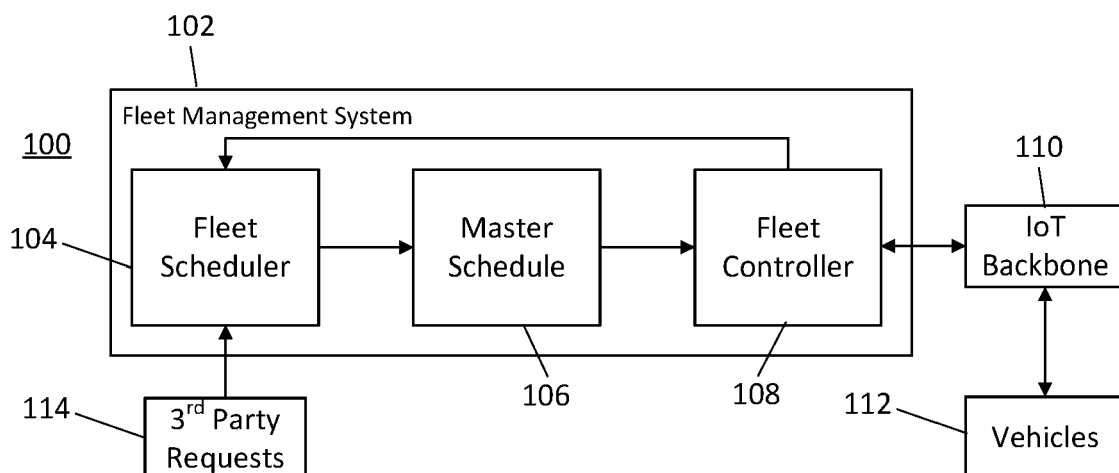 102
Fleet Management System
100
110
104
Fleet
Scheduler
Master
Schedule
Fleet
Controller
IoT
Backbone
106
108
114
3rd Party
Requests
112
Vehicles